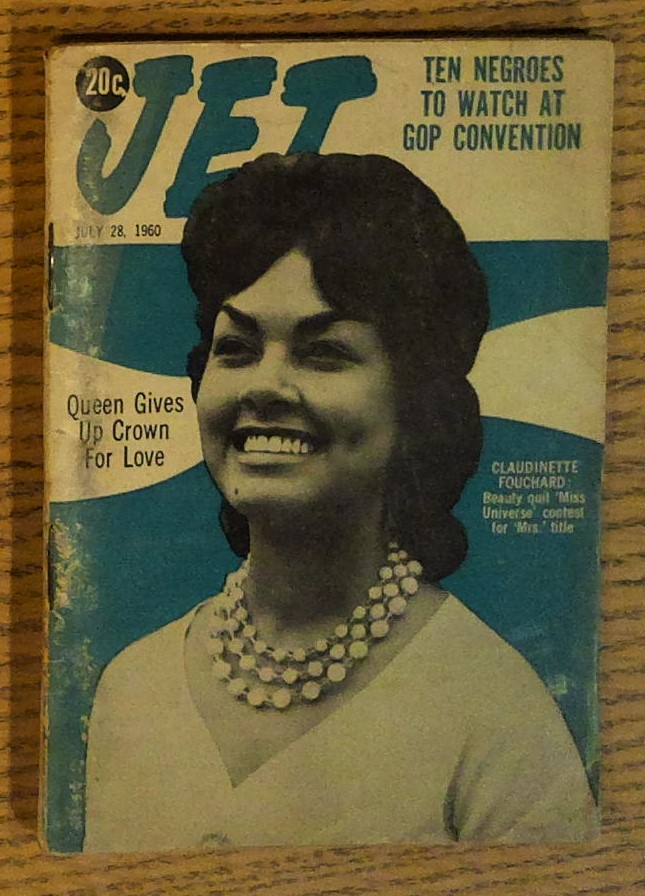 20¢
JET
TEN NEGROES
TO WATCH AT
GOP CONVENTION
JULY 28, 1960
Queen Gives
Up Crown
For Love
CLAUDINETTE
FOUCHARD:
Beauty quit 'Miss
Universe' contest
for 'Mrs.' title